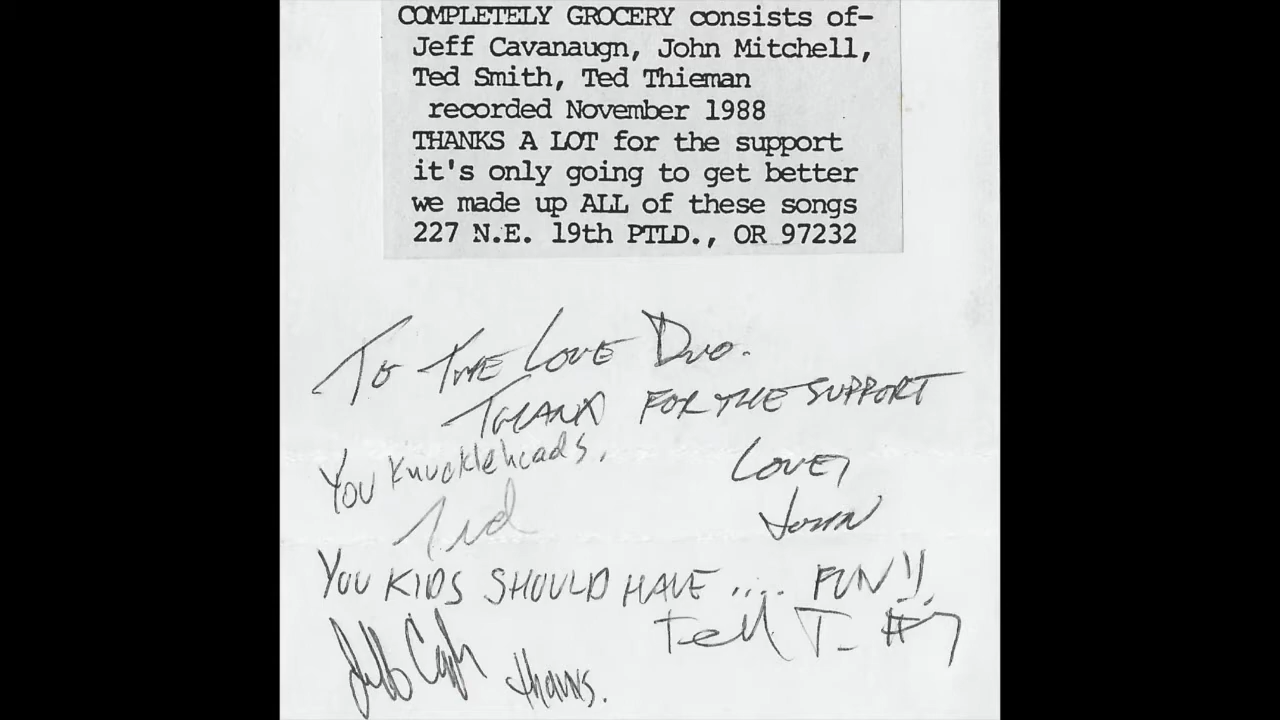 COMPLETELY GROCERY consists of-
Jeff Cavanaugn, John Mitchell,
Ted Smith, Ted Thieman
recorded November 1988
THANKS A LOT for the support
it's only going to get better
we made up ALL of these songs
227 N.E. 19th PTLD., OR 97232
TO THE LOVE DUO.
THANX FOR THE SUPPORT
LOVE,
JOHN
You Knuckleheads,
Ted
YOU KIDS SHOULD HAVE .... FUN!!
T- #7
Jeff
thanks.